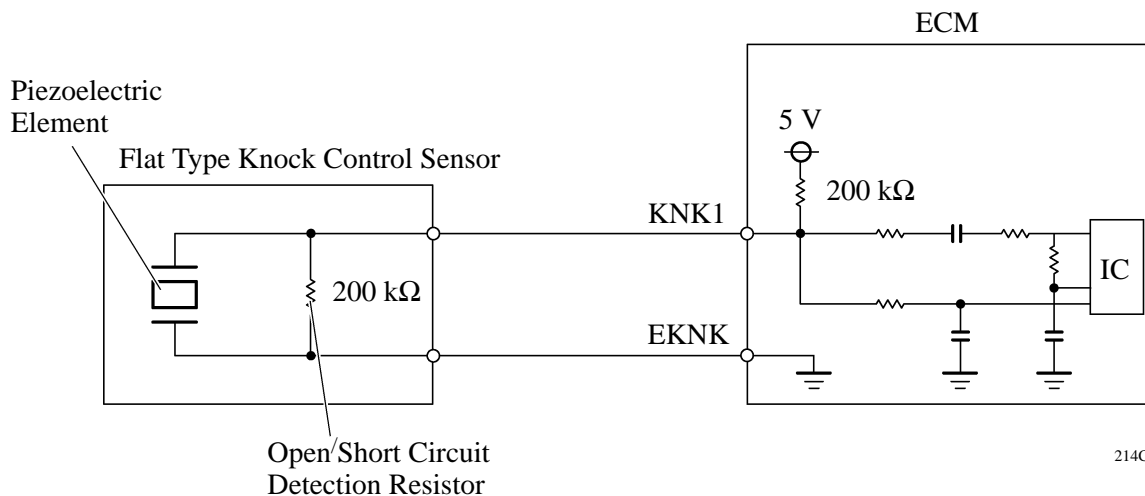 ECM
Piezoelectric
Element
5 V
Flat Type Knock Control Sensor
200 kΩ
KNK1
IC
200 kΩ
EKNK
Open/Short Circuit
Detection Resistor
214C